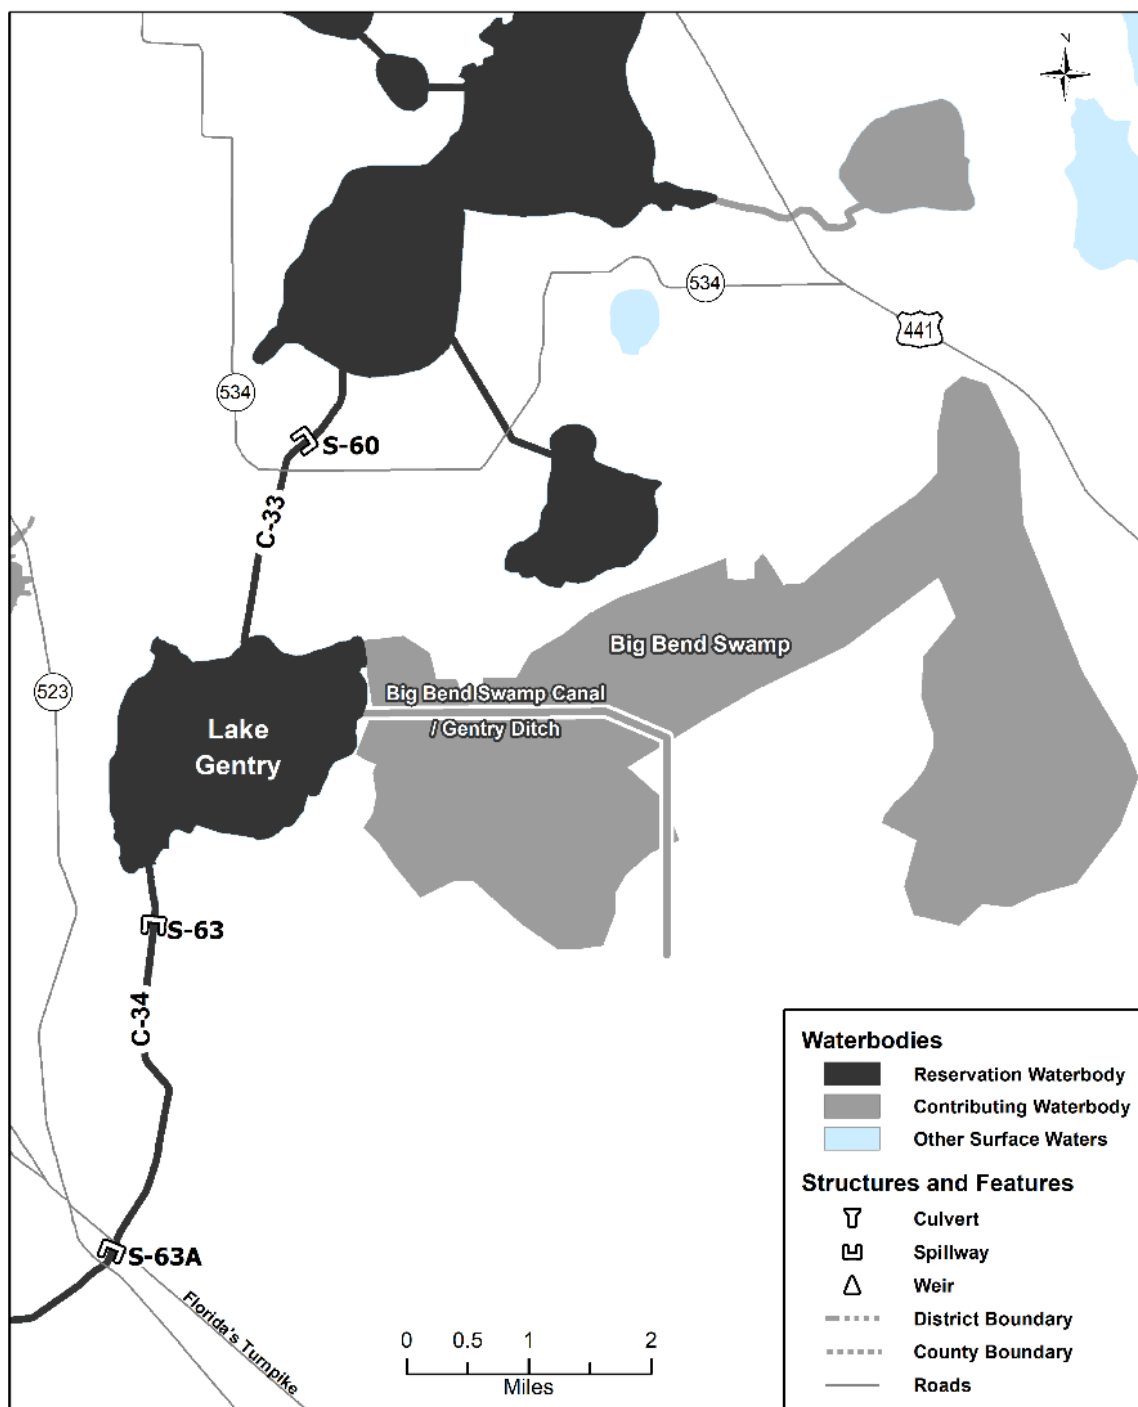 N
534
441
534
S-60
C-33
Big Bend Swamp
523
Big Bend Swamp Canal
/ Gentry Ditch
Lake
Gentry
S-63
C-34
S-63A
Florida's Turnpike
0 0.5 1 2
Miles
Waterbodies
Reservation Waterbody
Contributing Waterbody
Other Surface Waters
Structures and Features
Culvert
Spillway
Weir
District Boundary
County Boundary
Roads